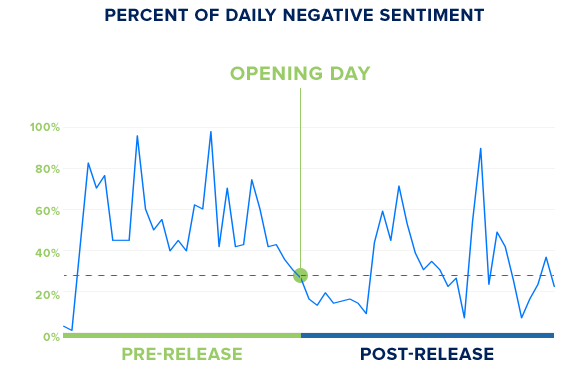 PERCENT OF DAILY NEGATIVE SENTIMENT
OPENING DAY
100%
80%
60%
40%
20%
0%
PRE-RELEASE
POST-RELEASE